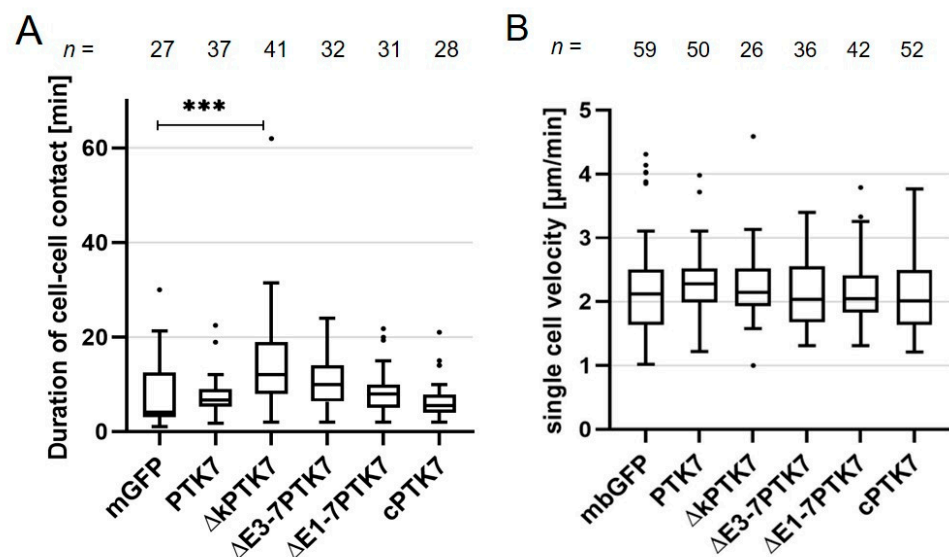 A
n = 27 37 41 32 31 28
Duration of cell-cell contact [min]
***
60
40
20
0
mGFP
PTK7
ΔkPTK7
ΔE3-7PTK7
ΔE1-7PTK7
cPTK7
B
n = 59 50 26 36 42 52
single cell velocity [µm/min]
5
4
3
2
1
0
mbGFP
PTK7
ΔkPTK7
ΔE3-7PTK7
ΔE1-7PTK7
cPTK7